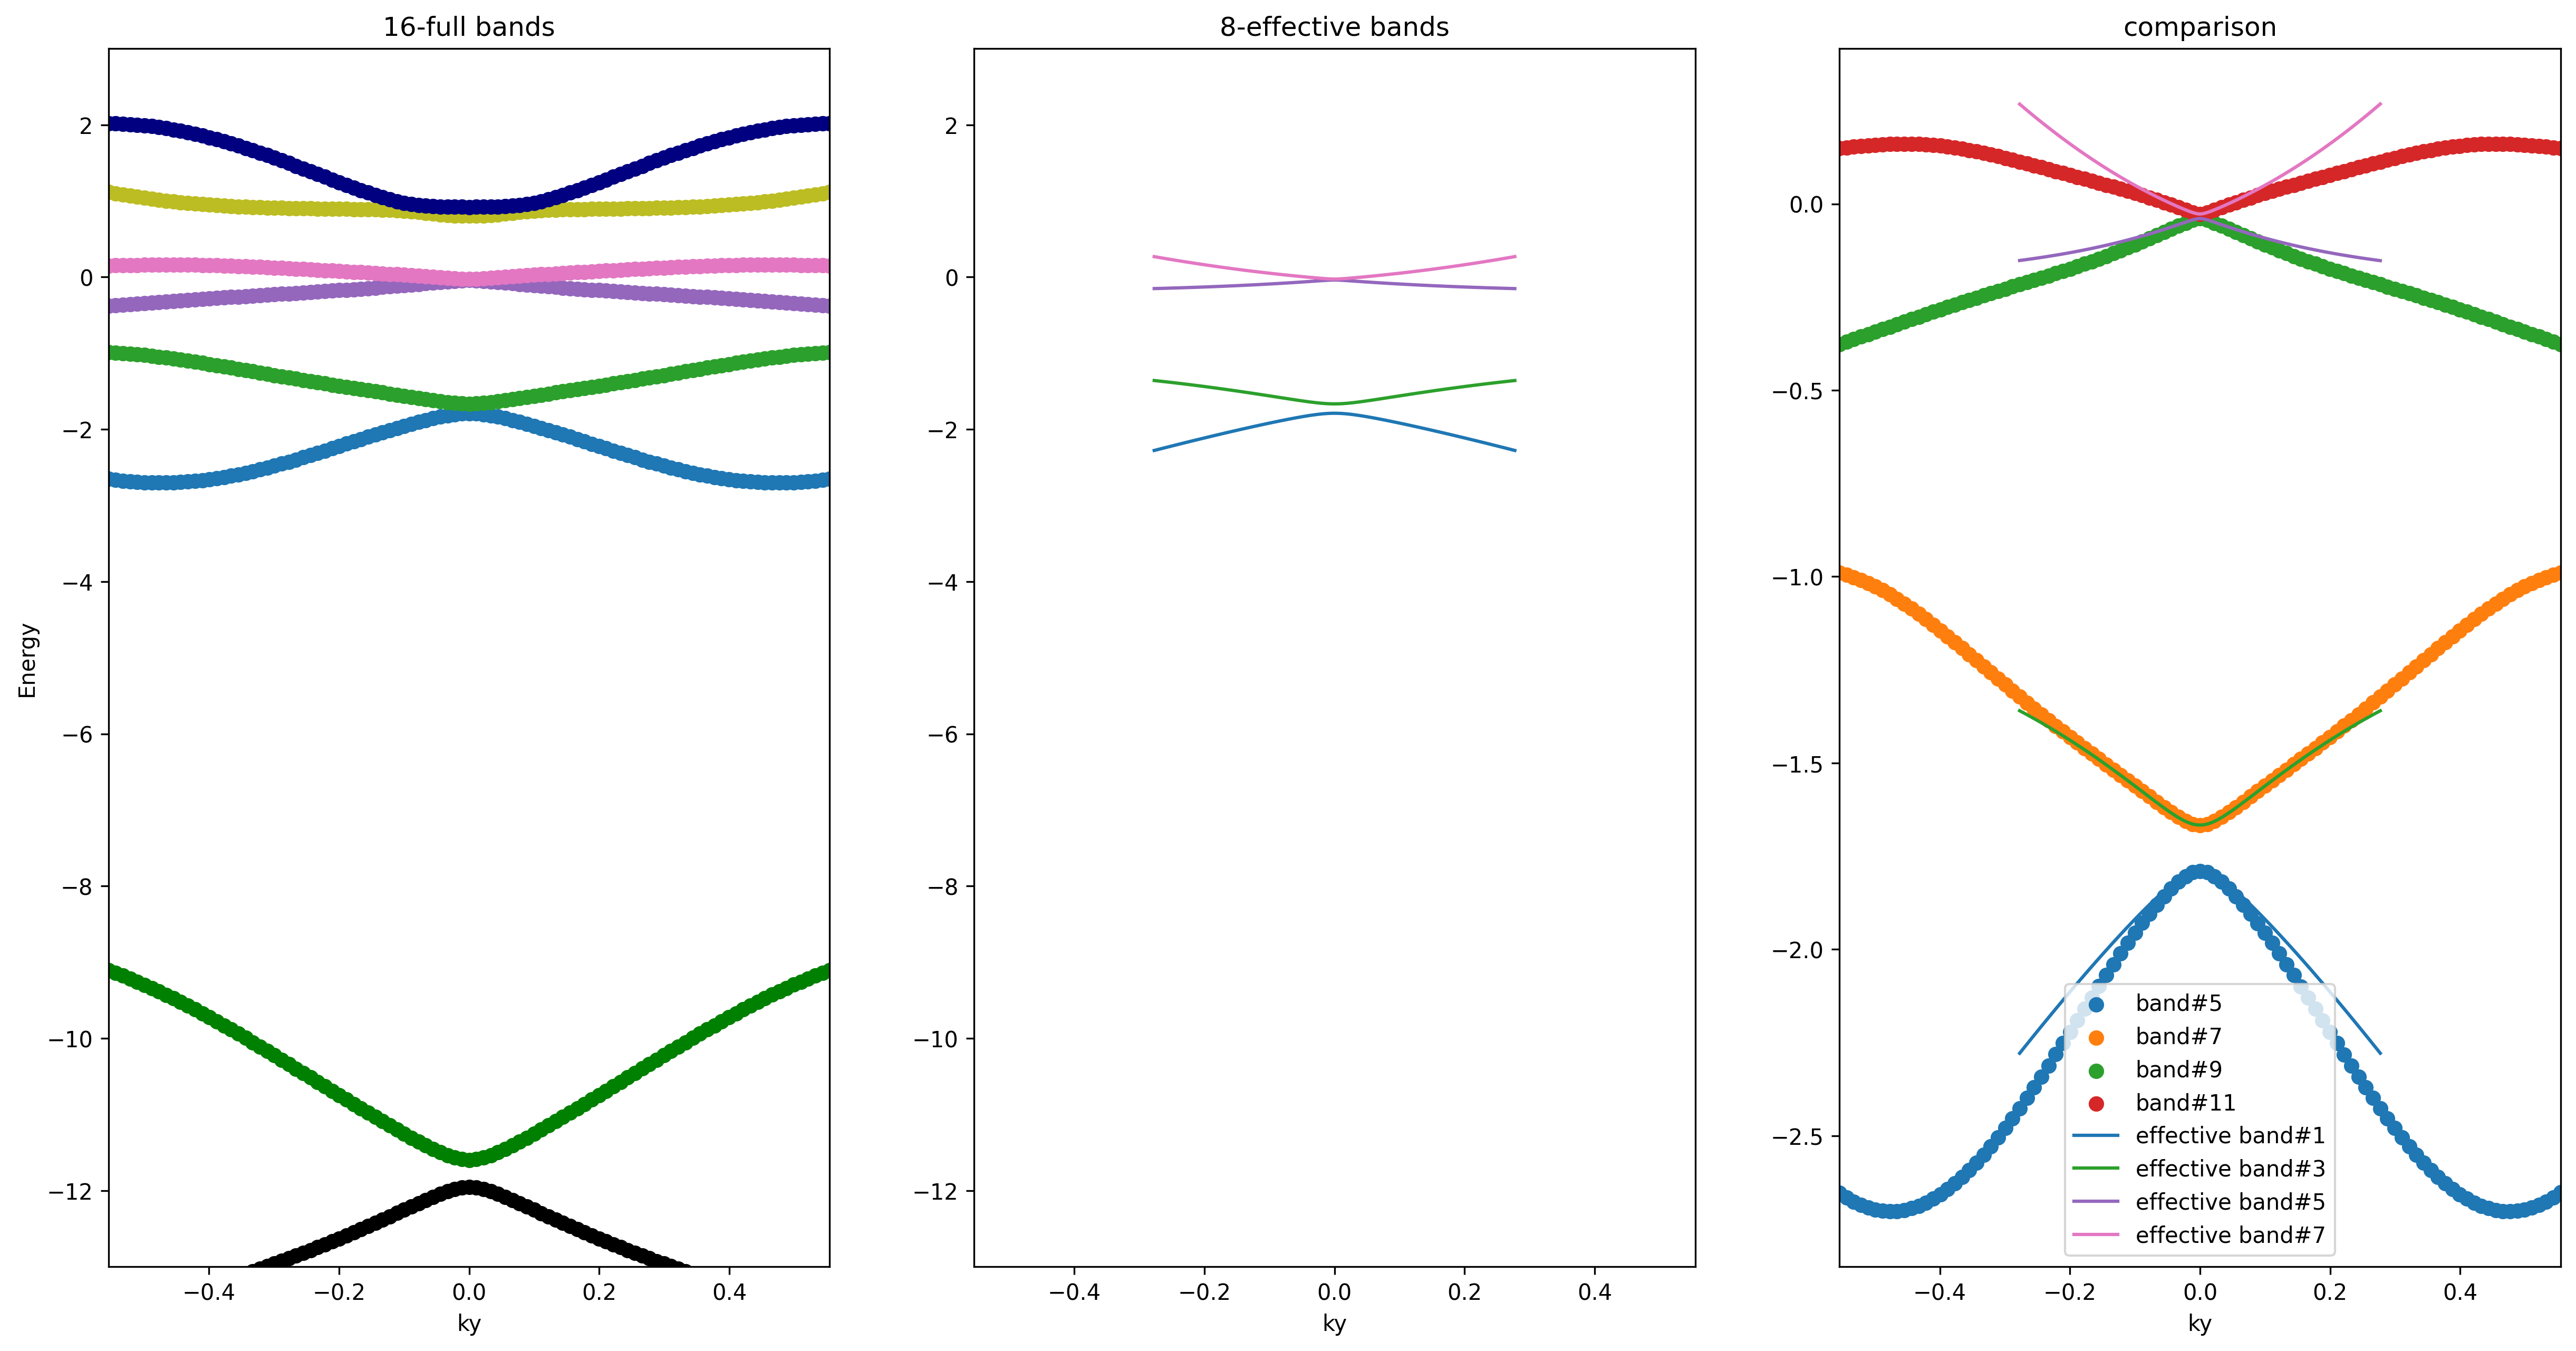 16-full bands
8-effective bands
comparison
Energy
2
0
−2
−4
−6
−8
−10
−12
−0.4
−0.2
0.0
0.2
0.4
ky
2
0
−2
−4
−6
−8
−10
−12
−0.4
−0.2
0.0
0.2
0.4
ky
0.0
−0.5
−1.0
−1.5
−2.0
−2.5
band#5
band#7
band#9
band#11
effective band#1
effective band#3
effective band#5
effective band#7
−0.4
−0.2
0.0
0.2
0.4
ky